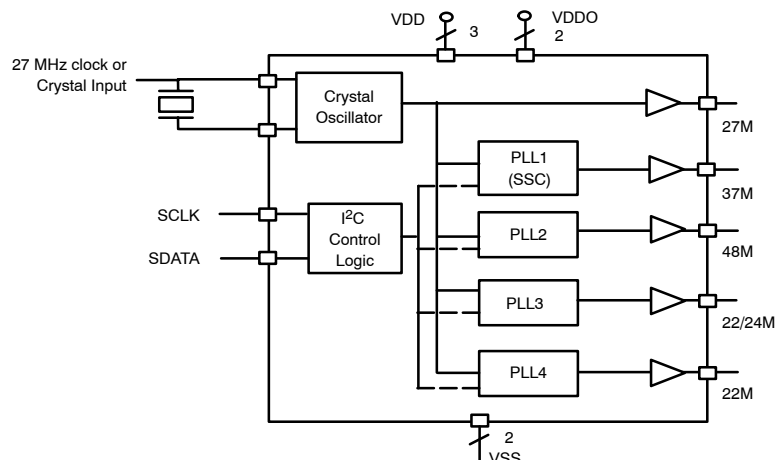 VDD
3
VDDO
2
27 MHz clock or
Crystal Input
Crystal
Oscillator
27M
PLL1
(SSC)
37M
SCLK
SDATA
I²C
Control
Logic
PLL2
48M
PLL3
22/24M
PLL4
22M
2
VSS